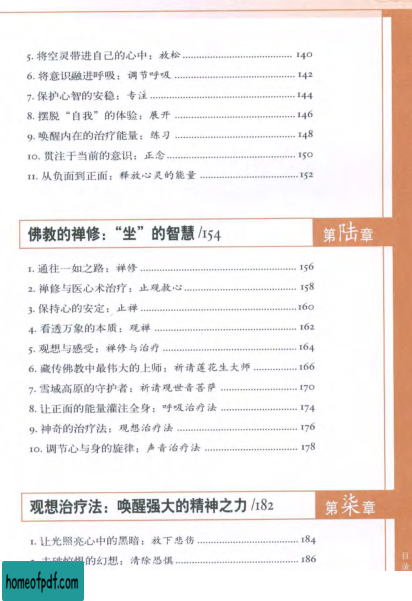 5. 将空灵带进自己的心中：放松 ........ 140
6. 将意识融进呼吸：调节呼吸 ........ 142
7. 保护心智的安稳：专注 ........ 144
8. 摆脱“自我”的体验：展开 ........ 146
9. 唤醒内在的治疗能量：练习 ........ 148
10. 贯注于当前的意识：正念 ........ 150
11. 从负面到正面：释放心灵的能量 ........ 152
佛教的禅修：“坐”的智慧 /154 第陆章
1. 通往一如之路：禅修 ........ 156
2. 禅修与医心术治疗：止观救心 ........ 158
3. 保持心的安定：止禅 ........ 160
4. 看透万象的本质：观禅 ........ 162
5. 观想与感受：禅修与治疗 ........ 164
6. 藏传佛教中最伟大的上师：祈请莲花生大师 ........ 166
7. 雪域高原的守护者：祈请观世音菩萨 ........ 170
8. 让正面的能量灌注全身：呼吸治疗法 ........ 174
9. 神奇的治疗法：观想治疗法 ........ 176
10. 调节心与身的旋律：声音治疗法 ........ 178
观想治疗法：唤醒强大的精神之力 /182 第柒章
1. 让光照亮心中的黑暗：放下悲伤 ........ 184
的幻想：清除恐惧 ........ 186
目
homeofpdf.com